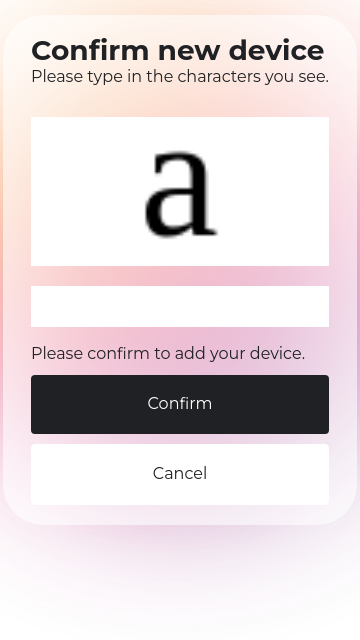 Confirm new device
Please type in the characters you see.
a
Please confirm to add your device.
Confirm
Cancel